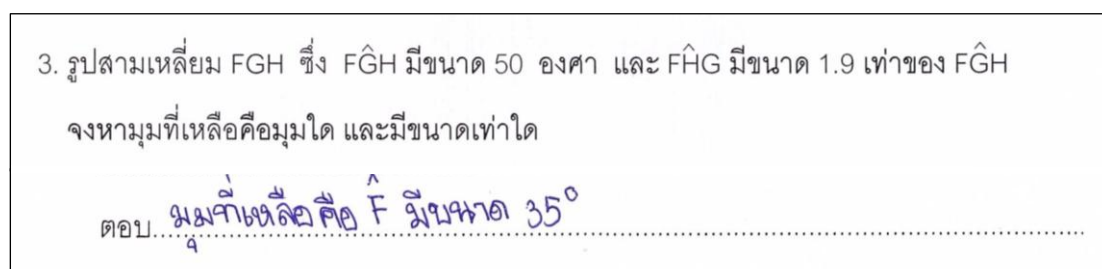 3. รูปสามเหลี่ยม FGH ซึ่ง FĜH มีขนาด 50 องศา และ FĤG มีขนาด 1.9 เท่าของ FĜH
จงหามุมที่เหลือคือมุมใด และมีขนาดเท่าใด
ตอบ...มุมที่เหลือคือ F̂ มีขนาด 35°